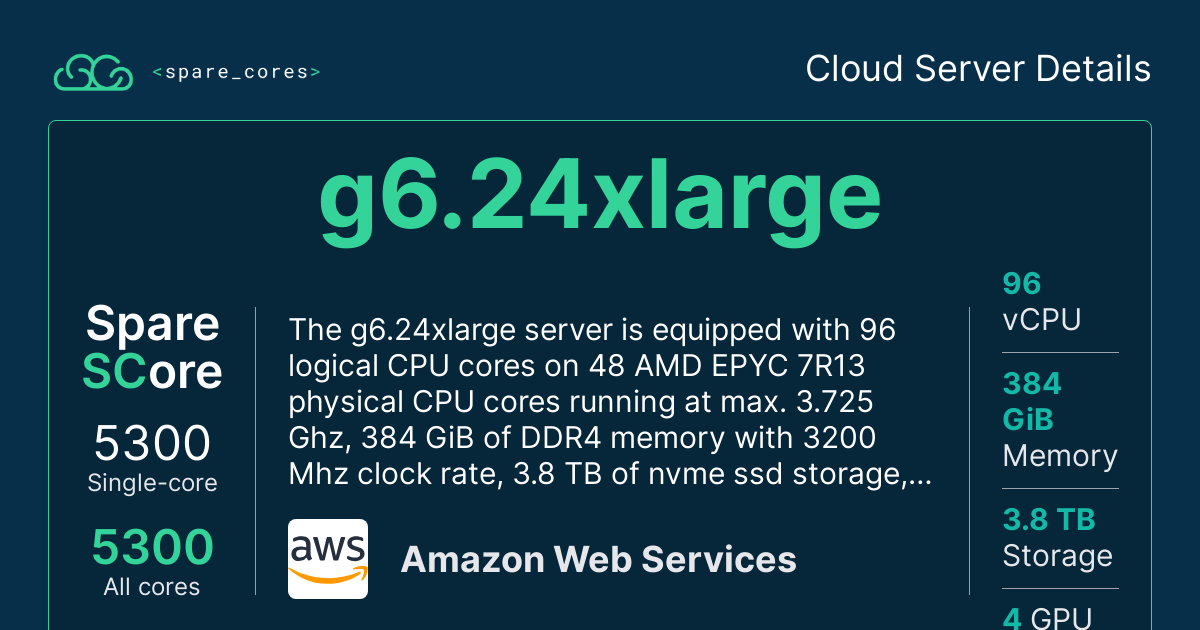 <spare_cores>
Cloud Server Details
g6.24xlarge
Spare
SCore
5300
Single-core
5300
All cores
The g6.24xlarge server is equipped with 96
logical CPU cores on 48 AMD EPYC 7R13
physical CPU cores running at max. 3.725
Ghz, 384 GiB of DDR4 memory with 3200
Mhz clock rate, 3.8 TB of nvme ssd storage,...
aws
Amazon Web Services
96
vCPU
384
GiB
Memory
3.8 TB
Storage
4 GPU